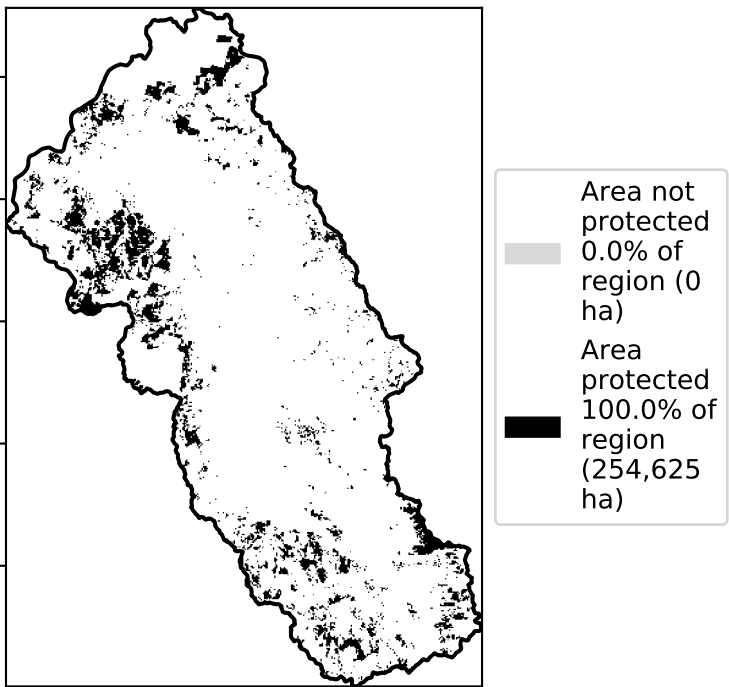 Area not
protected
0.0% of
region (0
ha)
Area
protected
100.0% of
region
(254,625
ha)